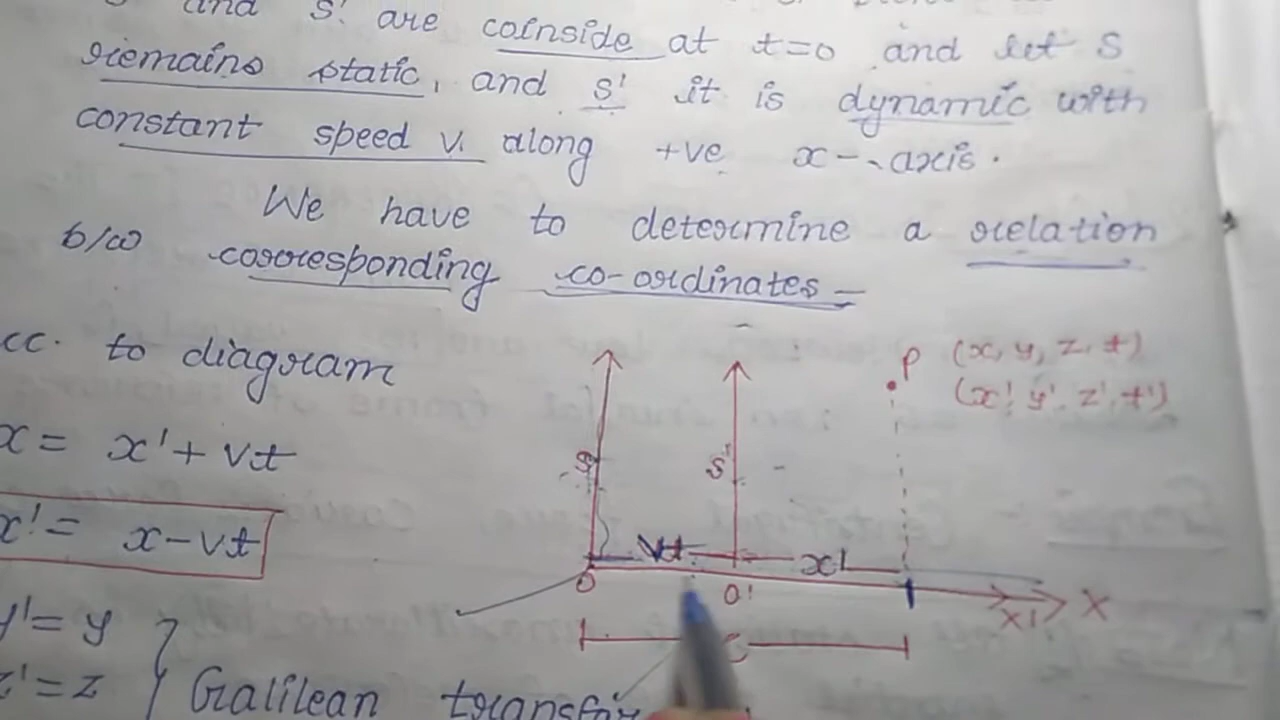 and S' are coinside at t=0 and let S
remains static, and S' it is dynamic with
constant speed v. along +ve x-axis.
We have to determine a relation
b/w corresponding co-ordinates -
cc. to diagram
x = x' + vt
x' = x - vt
y' = y
z' = z
Galilean
P (x, y, z, t)
(x', y', z', t')
S
S'
vt
x'
O
O'
x'
X